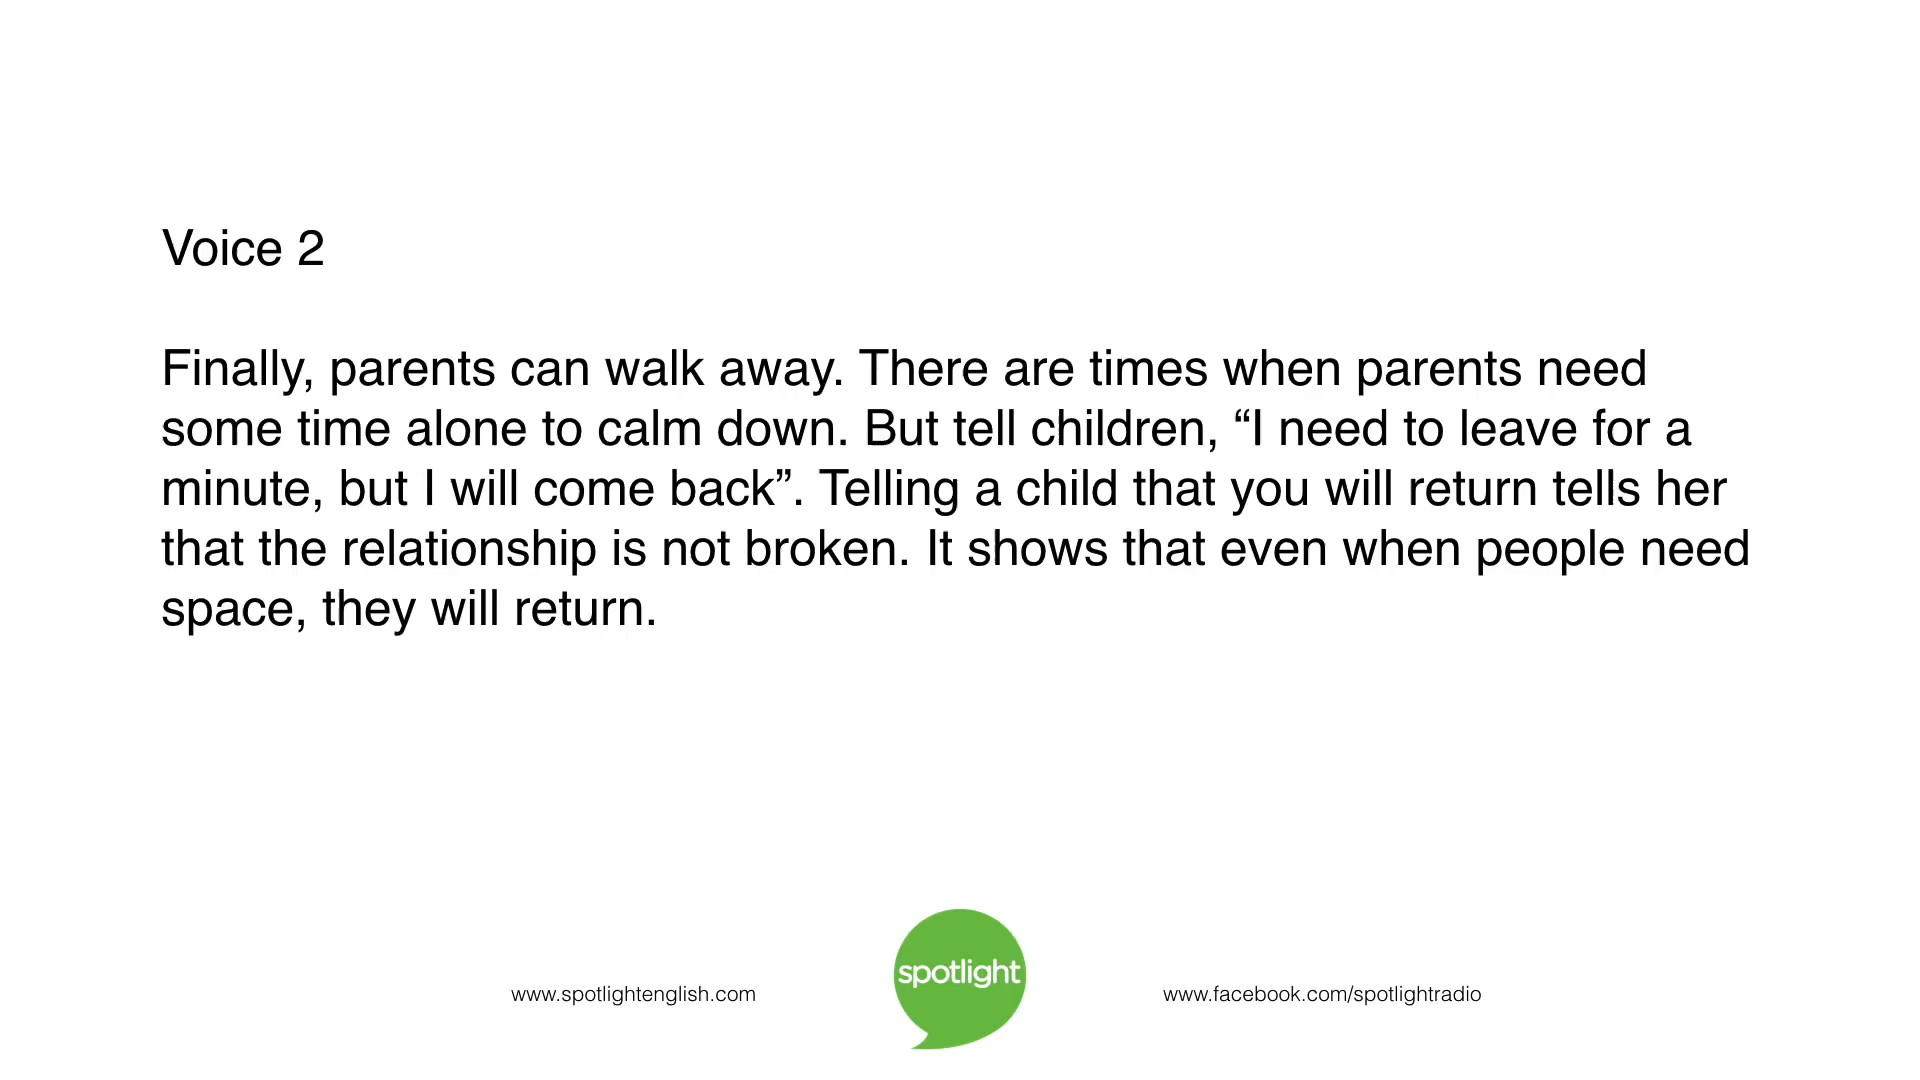 Voice 2
Finally, parents can walk away. There are times when parents need
some time alone to calm down. But tell children, “I need to leave for a
minute, but I will come back”. Telling a child that you will return tells her
that the relationship is not broken. It shows that even when people need
space, they will return.
spotlight
www.spotlightenglish.com
www.facebook.com/spotlightradio